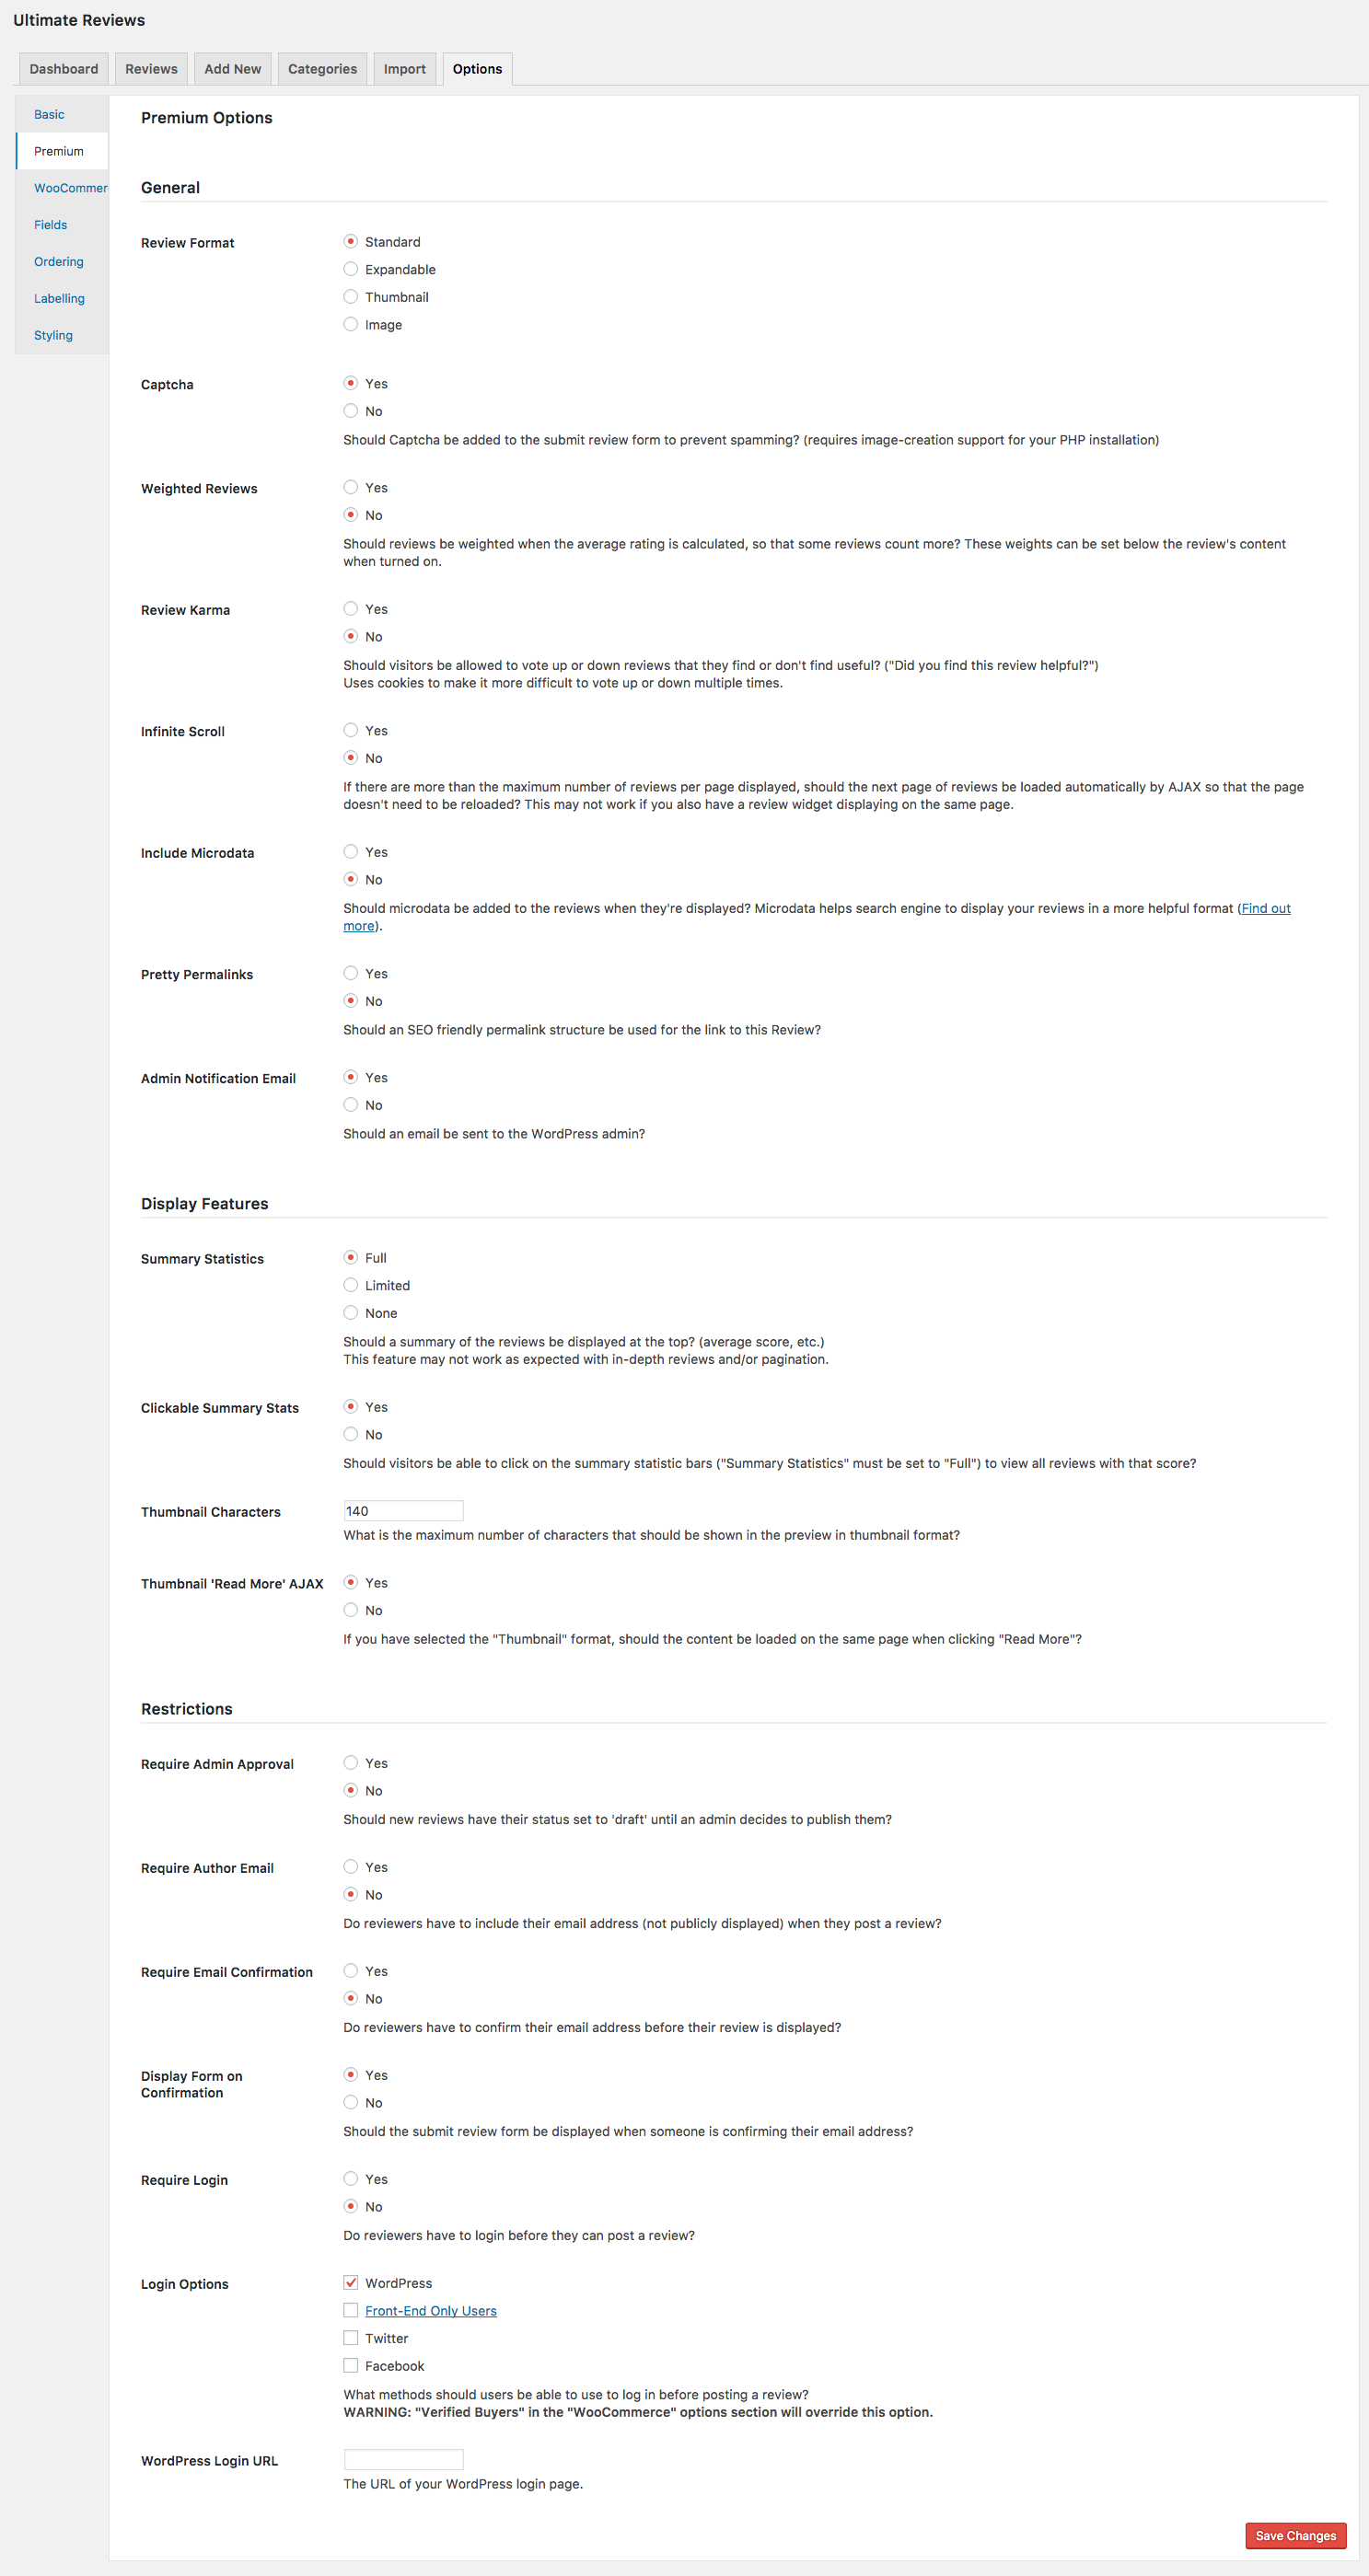 Ultimate Reviews
Dashboard
Reviews
Add New
Categories
Import
Options
Basic
Premium
WooCommer
Fields
Ordering
Labelling
Styling
Premium Options
General
Review Format
Standard
Expandable
Thumbnail
Image
Captcha
Yes
No
Should Captcha be added to the submit review form to prevent spamming? (requires image-creation support for your PHP installation)
Weighted Reviews
Yes
No
Should reviews be weighted when the average rating is calculated, so that some reviews count more? These weights can be set below the review's content
when turned on.
Review Karma
Yes
No
Should visitors be allowed to vote up or down reviews that they find or don't find useful? ("Did you find this review helpful?")
Uses cookies to make it more difficult to vote up or down multiple times.
Infinite Scroll
Yes
No
If there are more than the maximum number of reviews per page displayed, should the next page of reviews be loaded automatically by AJAX so that the page
doesn't need to be reloaded? This may not work if you also have a review widget displaying on the same page.
Include Microdata
Yes
No
Should microdata be added to the reviews when they're displayed? Microdata helps search engine to display your reviews in a more helpful format (Find out
more).
Pretty Permalinks
Yes
No
Should an SEO friendly permalink structure be used for the link to this Review?
Admin Notification Email
Yes
No
Should an email be sent to the WordPress admin?
Display Features
Summary Statistics
Full
Limited
None
Should a summary of the reviews be displayed at the top? (average score, etc.)
This feature may not work as expected with in-depth reviews and/or pagination.
Clickable Summary Stats
Yes
No
Should visitors be able to click on the summary statistic bars ("Summary Statistics" must be set to "Full") to view all reviews with that score?
Thumbnail Characters
140
What is the maximum number of characters that should be shown in the preview in thumbnail format?
Thumbnail 'Read More' AJAX
Yes
No
If you have selected the "Thumbnail" format, should the content be loaded on the same page when clicking "Read More"?
Restrictions
Require Admin Approval
Yes
No
Should new reviews have their status set to 'draft' until an admin decides to publish them?
Require Author Email
Yes
No
Do reviewers have to include their email address (not publicly displayed) when they post a review?
Require Email Confirmation
Yes
No
Do reviewers have to confirm their email address before their review is displayed?
Display Form on
Confirmation
Yes
No
Should the submit review form be displayed when someone is confirming their email address?
Require Login
Yes
No
Do reviewers have to login before they can post a review?
Login Options
WordPress
Front-End Only Users
Twitter
Facebook
What methods should users be able to use to log in before posting a review?
WARNING: "Verified Buyers" in the "WooCommerce" options section will override this option.
WordPress Login URL
The URL of your WordPress login page.
Save Changes